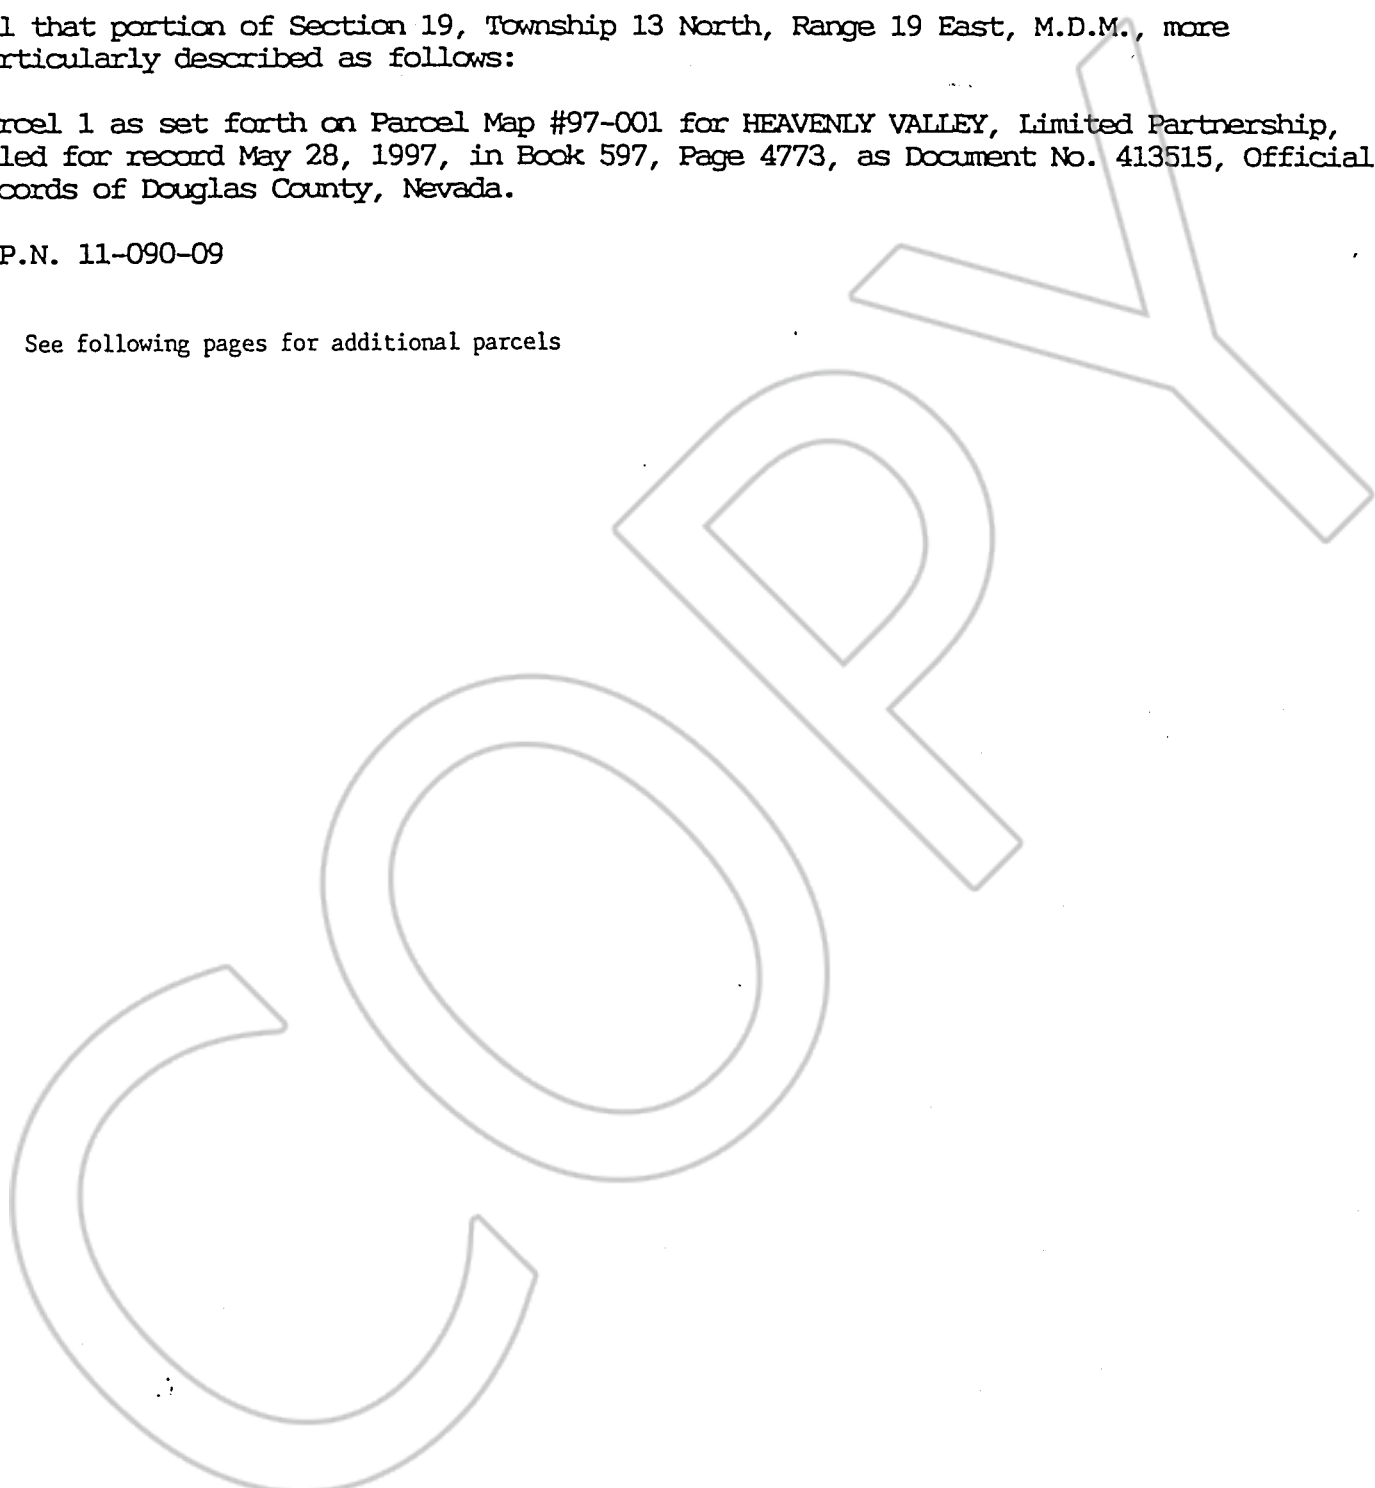 l that portion of Section 19, Township 13 North, Range 19 East, M.D.M., more
rticularly described as follows:
rcel 1 as set forth on Parcel Map #97-001 for HEAVENLY VALLEY, Limited Partnership,
led for record May 28, 1997, in Book 597, Page 4773, as Document No. 413515, Official
cords of Douglas County, Nevada.
P.N. 11-090-09
See following pages for additional parcels
COPY